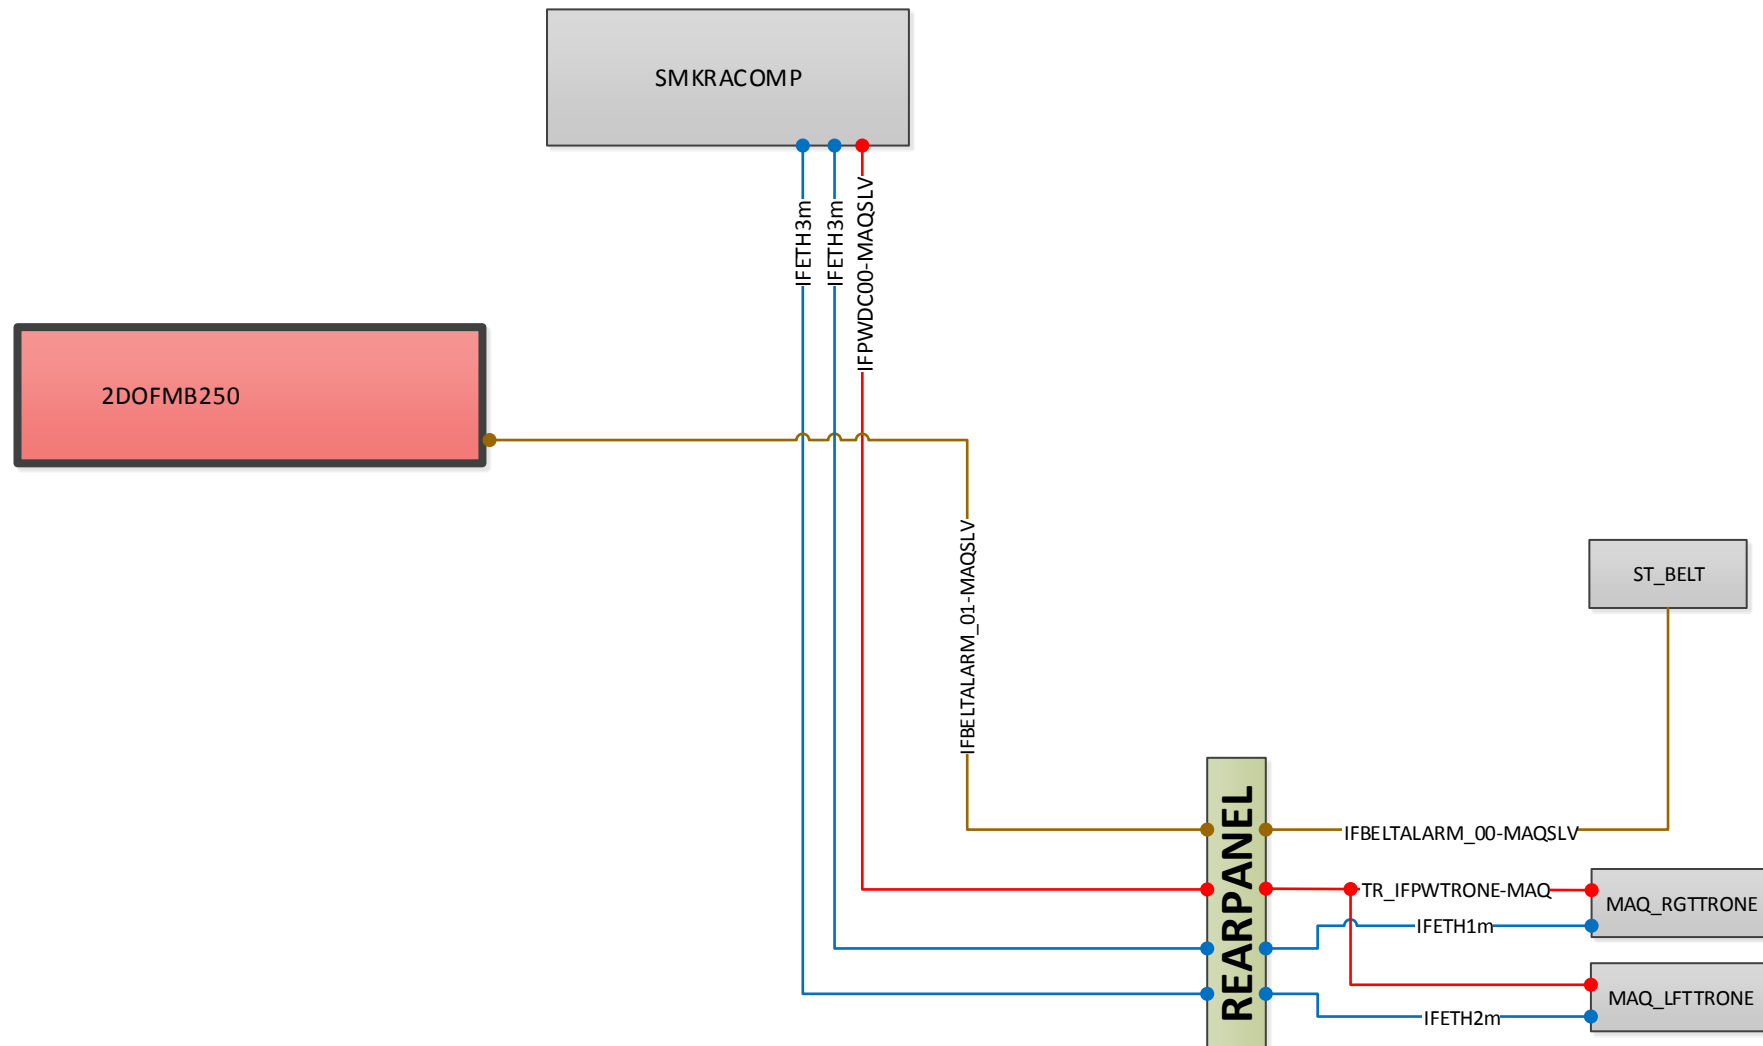 SMKRACOMP
IFETH3m
IFETH3m
IFPWDC00-MAQSLV
2DOFMB250
IFBELTALARM_01-MAQSLV
ST_BELT
REARPANEL
IFBELTALARM_00-MAQSLV
TR_IFPWTRONE-MAQ
MAQ_RGTTRONE
IFETH1m
MAQ_LFTTRONE
IFETH2m